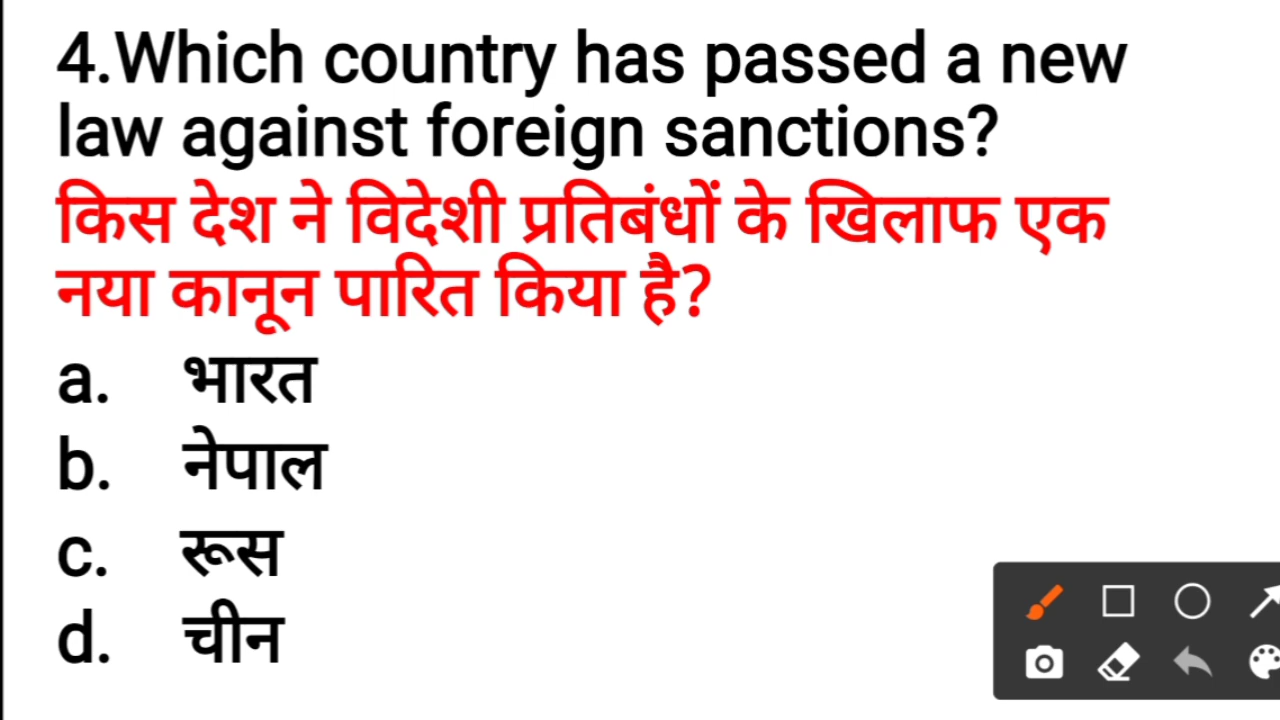 4.Which country has passed a new
law against foreign sanctions?
किस देश ने विदेशी प्रतिबंधों के खिलाफ एक
नया कानून पारित किया है?
a. भारत
b. नेपाल
c. रूस
d. चीन